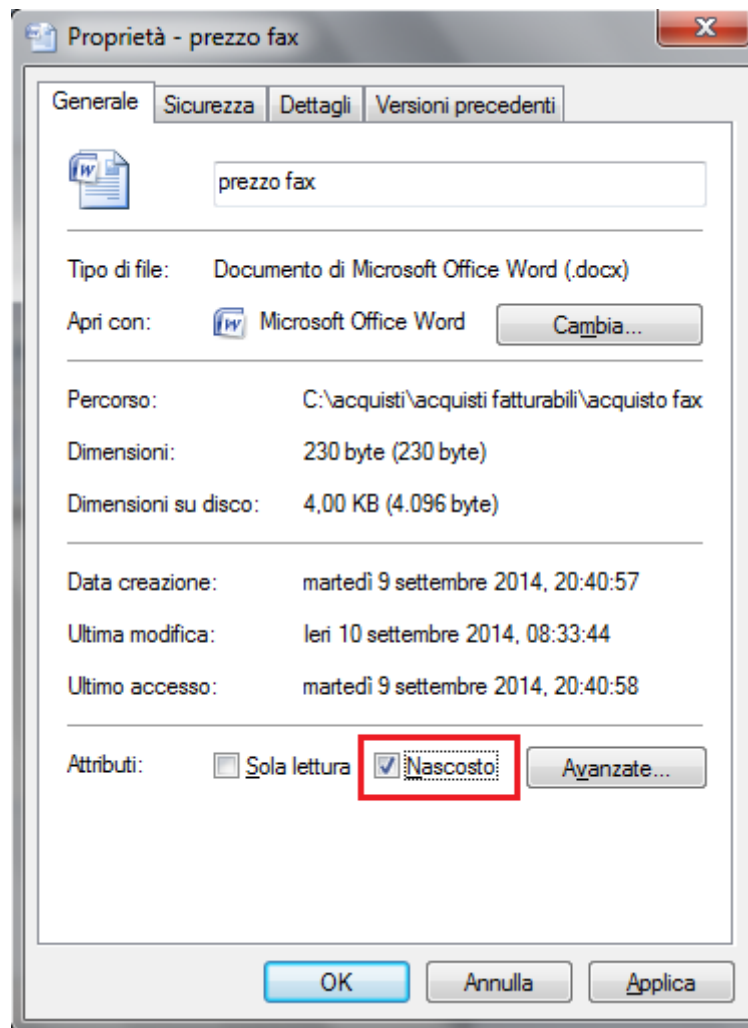 Proprietà - prezzo fax
Generale Sicurezza Dettagli Versioni precedenti
prezzo fax
Tipo di file: Documento di Microsoft Office Word (.docx)
Apri con: Microsoft Office Word Cambia...
Percorso: C:\acquisti\acquisti fatturabili\acquisto fax
Dimensioni: 230 byte (230 byte)
Dimensioni su disco: 4,00 KB (4.096 byte)
Data creazione: martedì 9 settembre 2014, 20:40:57
Ultima modifica: Ieri 10 settembre 2014, 08:33:44
Ultimo accesso: martedì 9 settembre 2014, 20:40:58
Attributi: Sola lettura Nascosto Avanzate...
OK Annulla Applica